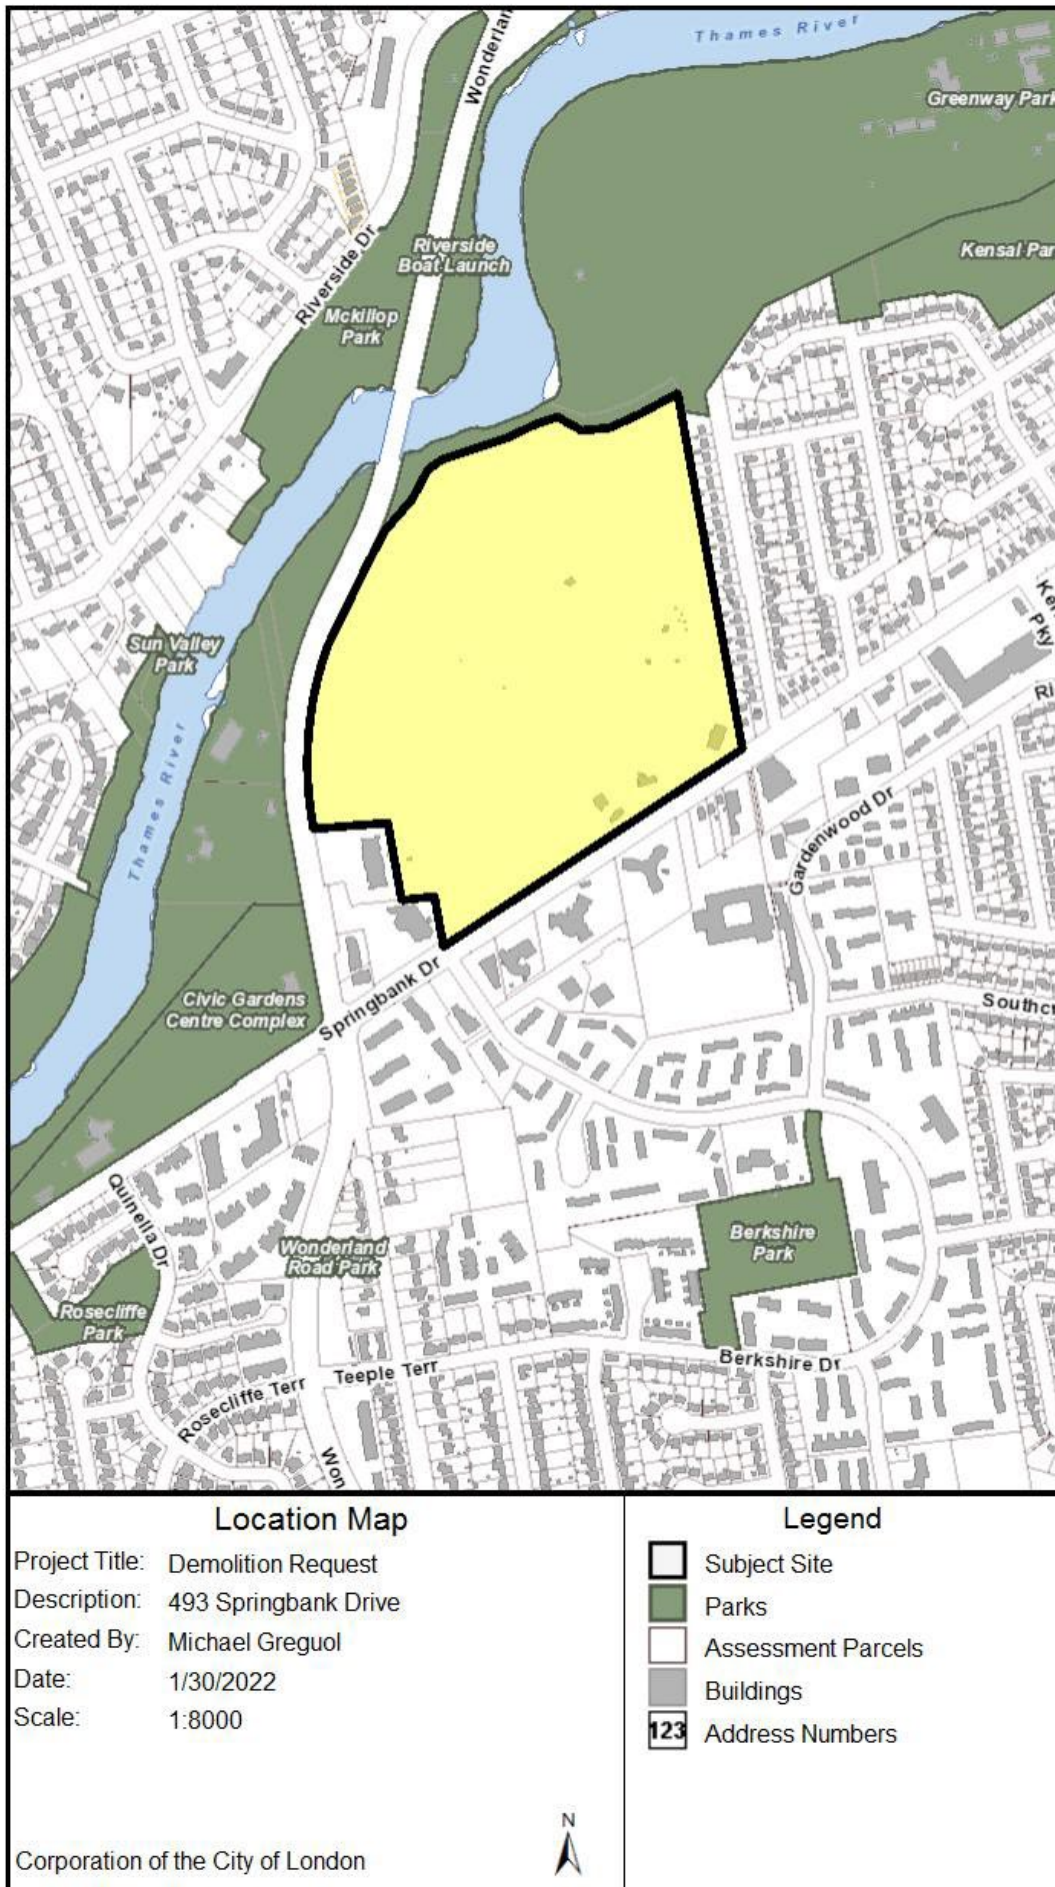 Thames River
Wonderlan
Greenway Park
Riverside
Boat Launch
Kensal Par
Riverside Dr
Mckillop
Park
Sun Valley
Park
Pky
Ri
Thames River
Gardenwood Dr
Springbank Dr
Civic Gardens
Centre Complex
Southc
Quinella Dr
Berkshire
Park
Wonderland
Road Park
Rosecliffe
Park
Berkshire Dr
Teeple Terr
Rosecliffe Terr
Won
Location Map
Project Title: Demolition Request
Description: 493 Springbank Drive
Created By: Michael Greguol
Date: 1/30/2022
Scale: 1:8000
Corporation of the City of London
N
Legend
Subject Site
Parks
Assessment Parcels
Buildings
123 Address Numbers